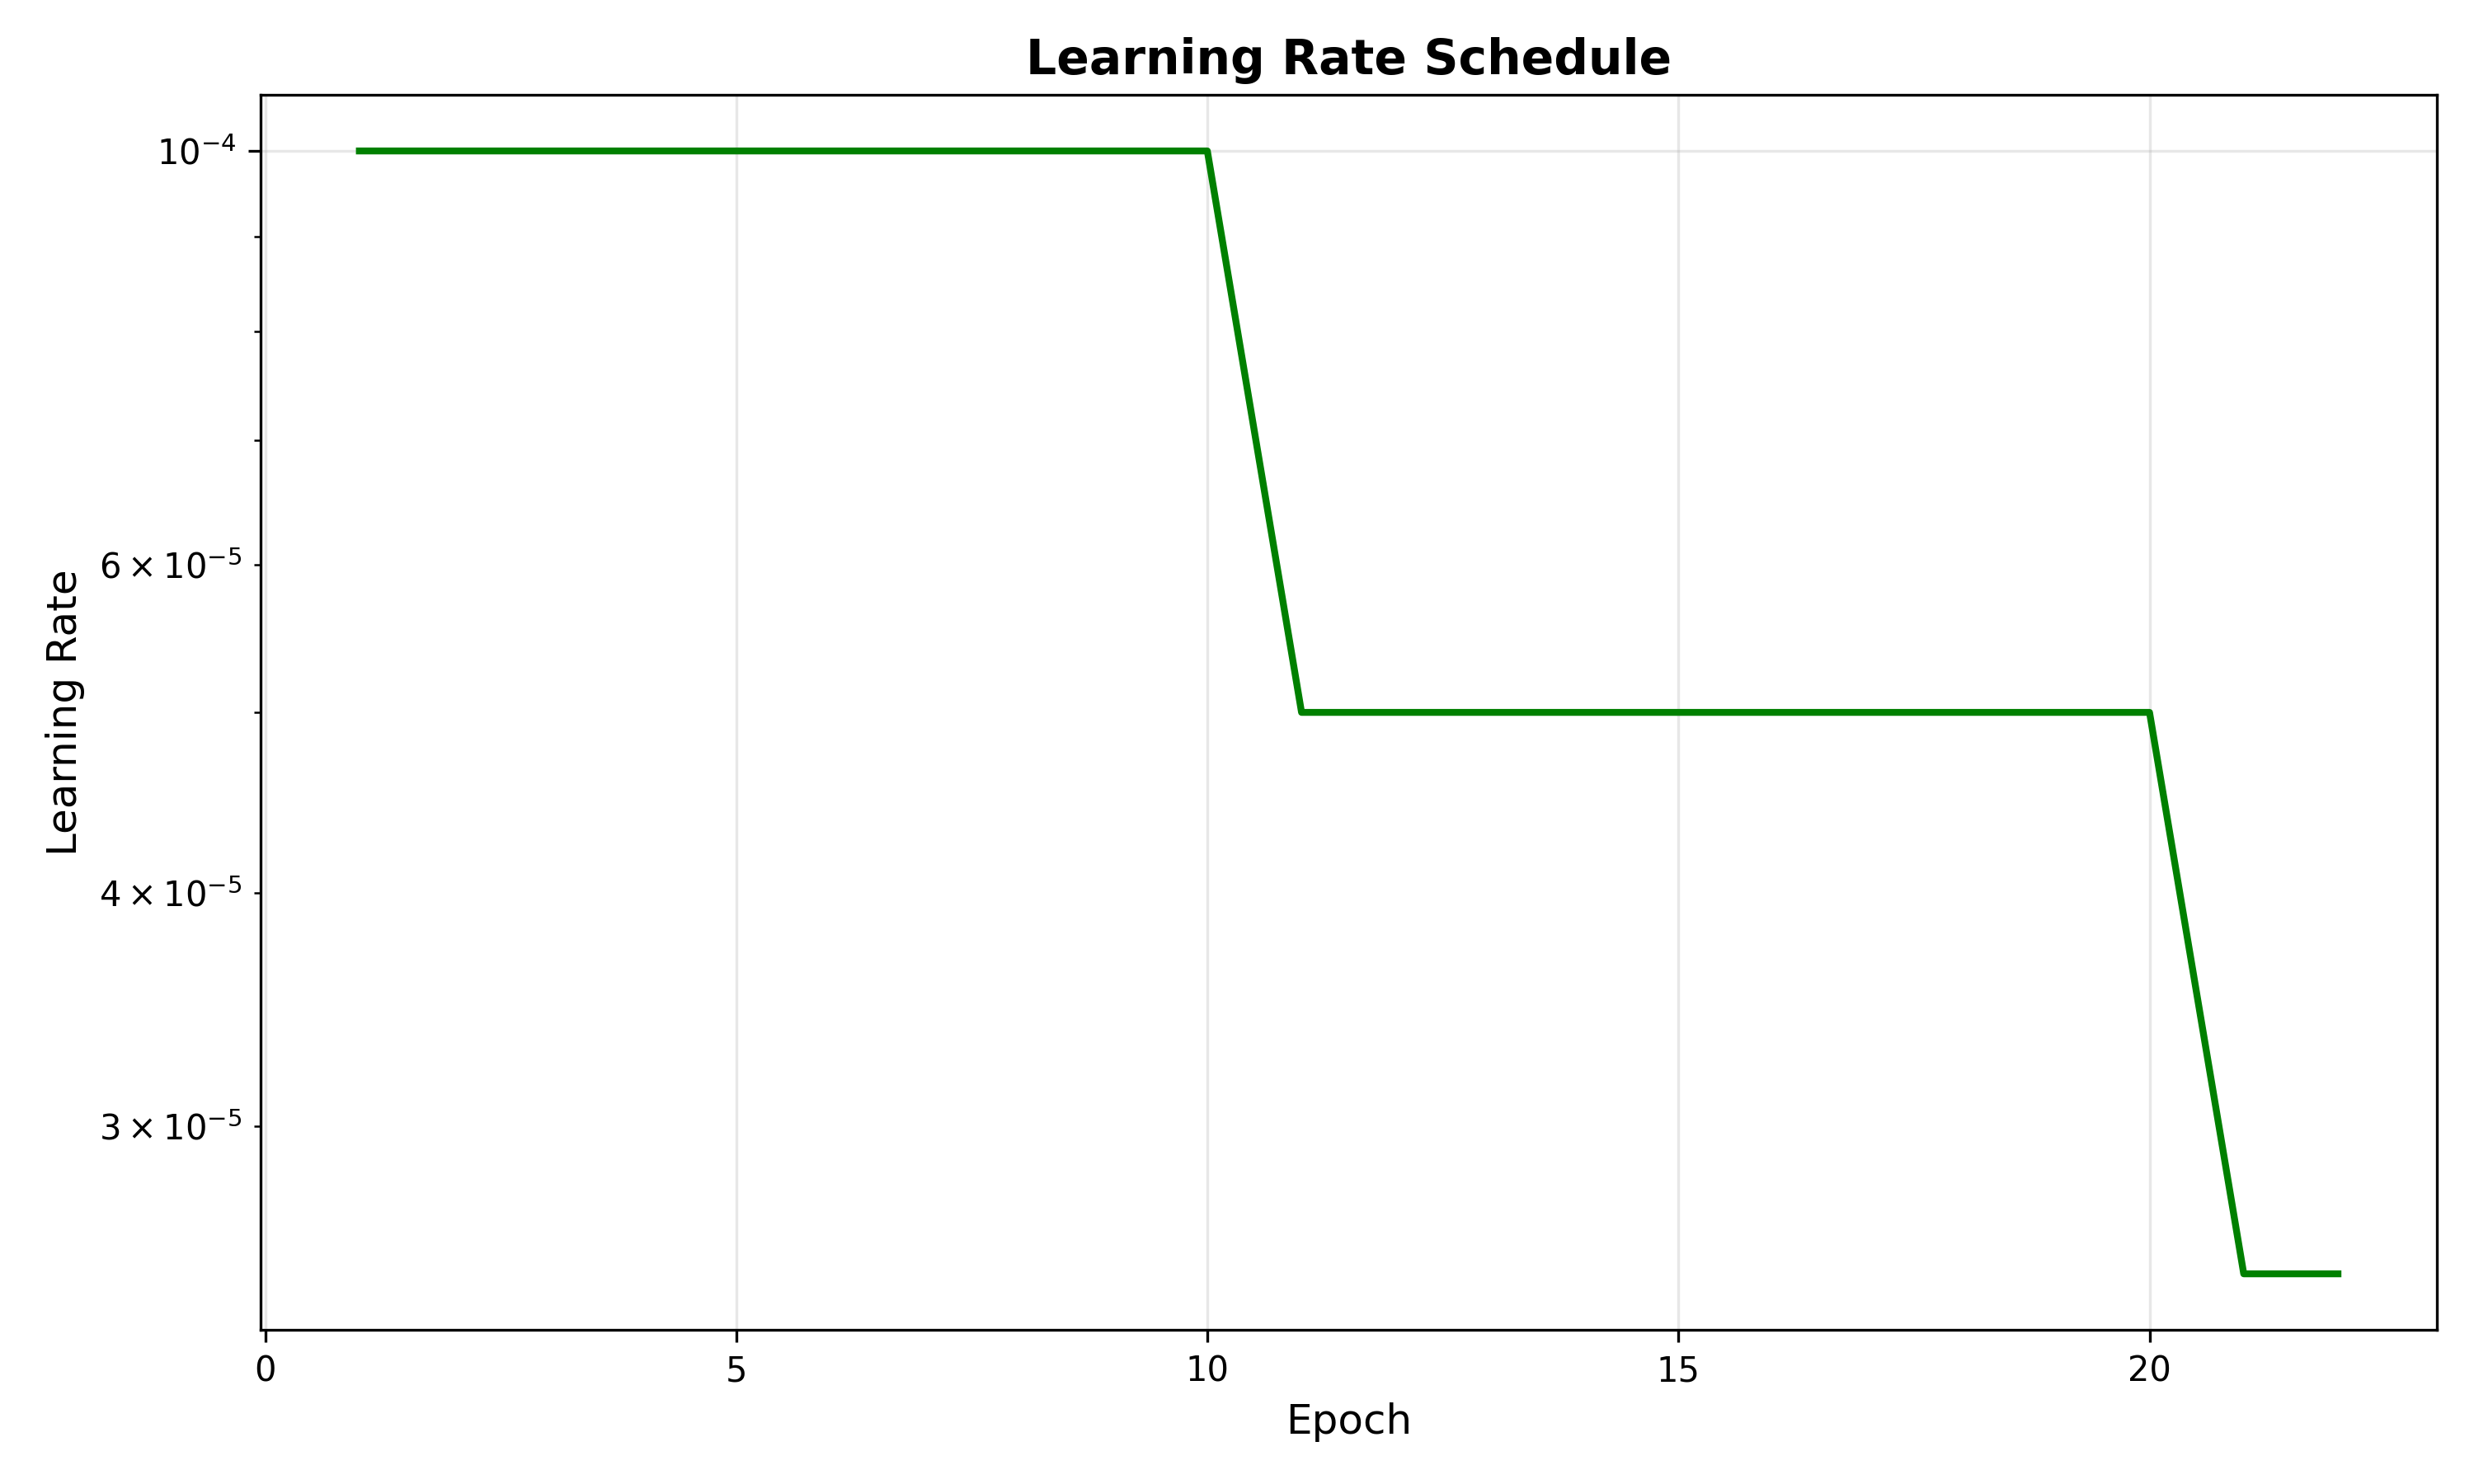 Learning Rate Schedule
10⁻⁴
6 × 10⁻⁵
4 × 10⁻⁵
3 × 10⁻⁵
Learning Rate
0 5 10 15 20
Epoch